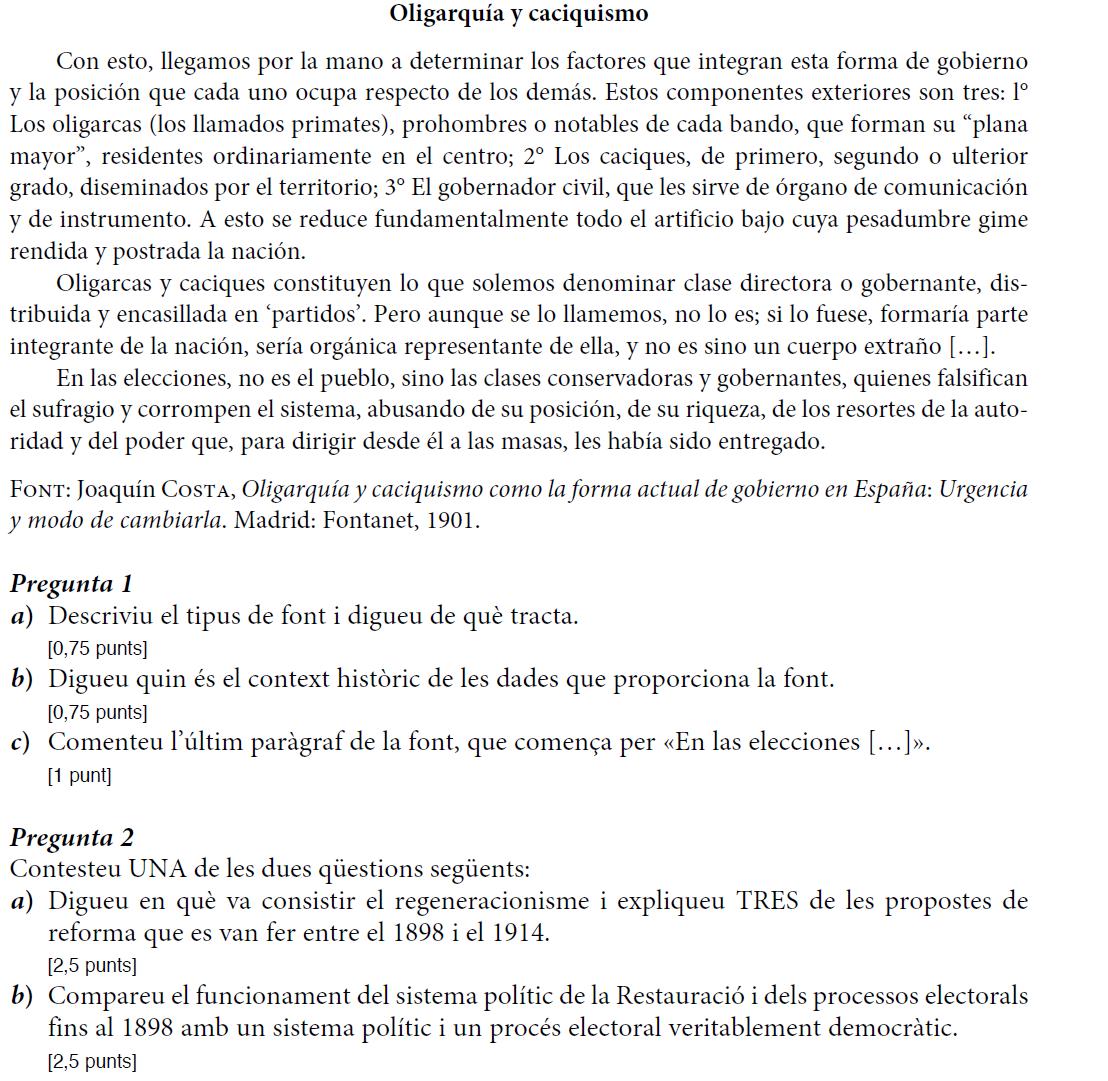 Oligarquía y caciquismo
Con esto, llegamos por la mano a determinar los factores que integran esta forma de gobierno
y la posición que cada uno ocupa respecto de los demás. Estos componentes exteriores son tres: 1°
Los oligarcas (los llamados primates), prohombres o notables de cada bando, que forman su “plana
mayor”, residentes ordinariamente en el centro; 2° Los caciques, de primero, segundo o ulterior
grado, diseminados por el territorio; 3° El gobernador civil, que les sirve de órgano de comunicación
y de instrumento. A esto se reduce fundamentalmente todo el artificio bajo cuya pesadumbre gime
rendida y postrada la nación.
Oligarcas y caciques constituyen lo que solemos denominar clase directora o gobernante, dis-
tribuida y encasillada en ‘partidos’. Pero aunque se lo llamemos, no lo es; si lo fuese, formaría parte
integrante de la nación, sería orgánica representante de ella, y no es sino un cuerpo extraño […].
En las elecciones, no es el pueblo, sino las clases conservadoras y gobernantes, quienes falsifican
el sufragio y corrompen el sistema, abusando de su posición, de su riqueza, de los resortes de la auto-
ridad y del poder que, para dirigir desde él a las masas, les había sido entregado.
FONT: Joaquín COSTA, Oligarquía y caciquismo como la forma actual de gobierno en España: Urgencia
y modo de cambiarla. Madrid: Fontanet, 1901.
Pregunta 1
a) Descriviu el tipus de font i digueu de què tracta.
[0,75 punts]
b) Digueu quin és el context històric de les dades que proporciona la font.
[0,75 punts]
c) Comenteu l’últim paràgraf de la font, que comença per «En las elecciones […]».
[1 punt]
Pregunta 2
Contesteu UNA de les dues qüestions següents:
a) Digueu en què va consistir el regeneracionisme i expliqueu TRES de les propostes de
reforma que es van fer entre el 1898 i el 1914.
[2,5 punts]
b) Compareu el funcionament del sistema polític de la Restauració i dels processos electorals
fins al 1898 amb un sistema polític i un procés electoral veritablement democràtic.
[2,5 punts]